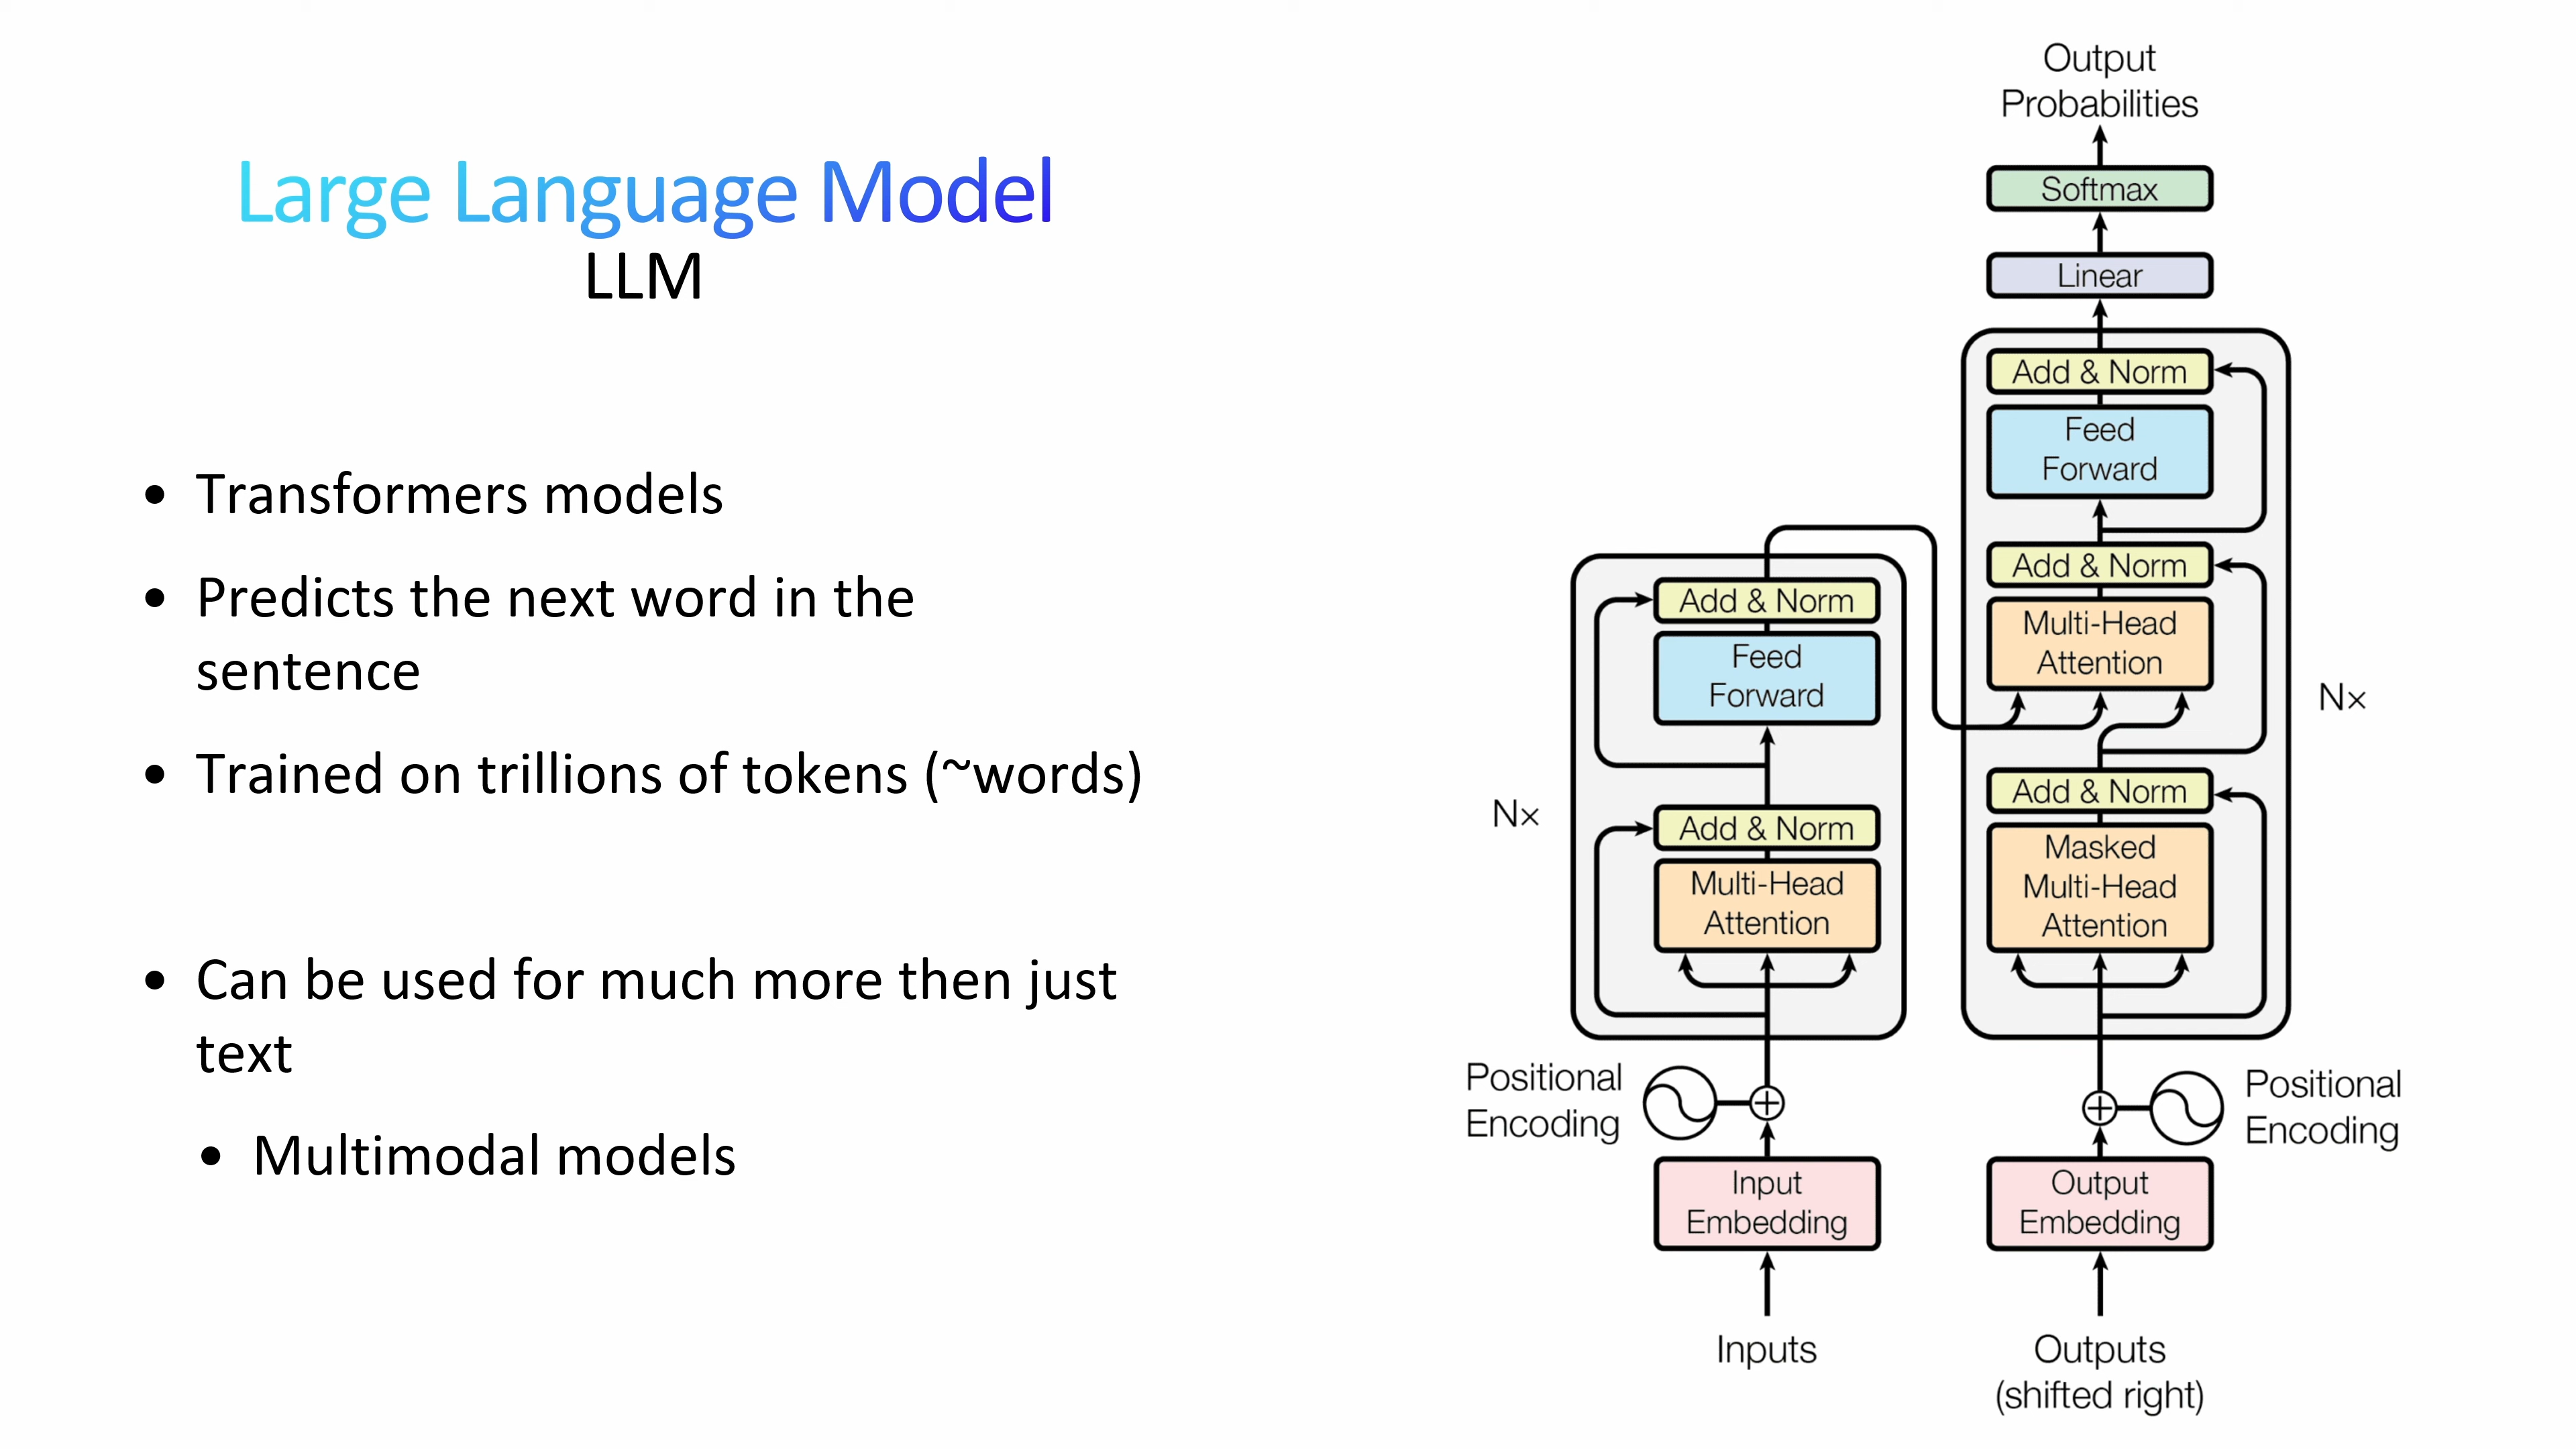 Large Language Model
LLM
• Transformers models
• Predicts the next word in the
sentence
• Trained on trillions of tokens (~words)
• Can be used for much more then just
text
• Multimodal models
Output
Probabilities
Softmax
Linear
Add & Norm
Feed
Forward
Add & Norm
Multi-Head
Attention
Nx
Add & Norm
Masked
Multi-Head
Attention
Add & Norm
Feed
Forward
Nx
Add & Norm
Multi-Head
Attention
Positional
Encoding
Positional
Encoding
Input
Embedding
Output
Embedding
Inputs
Outputs
(shifted right)